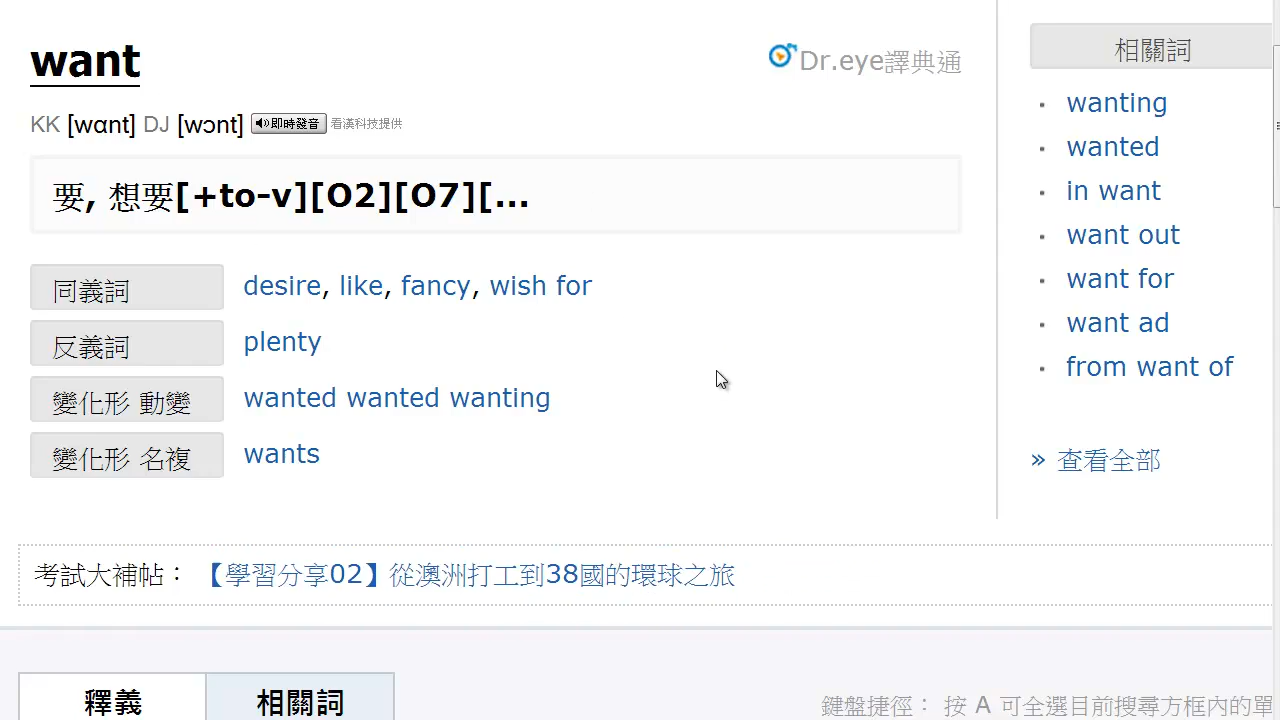 want
Dr.eye譯典通
KK [wɑnt] DJ [wɔnt] 即時發音 看漢科技提供
要, 想要[+to-v][O2][O7][...
同義詞 desire, like, fancy, wish for
反義詞 plenty
變化形 動變 wanted wanted wanting
變化形 名複 wants
相關詞
wanting
wanted
in want
want out
want for
want ad
from want of
» 查看全部
考試大補帖： 【學習分享02】從澳洲打工到38國的環球之旅
釋義 相關詞
鍵盤捷徑： 按 A 可全選目前搜尋方框內的單